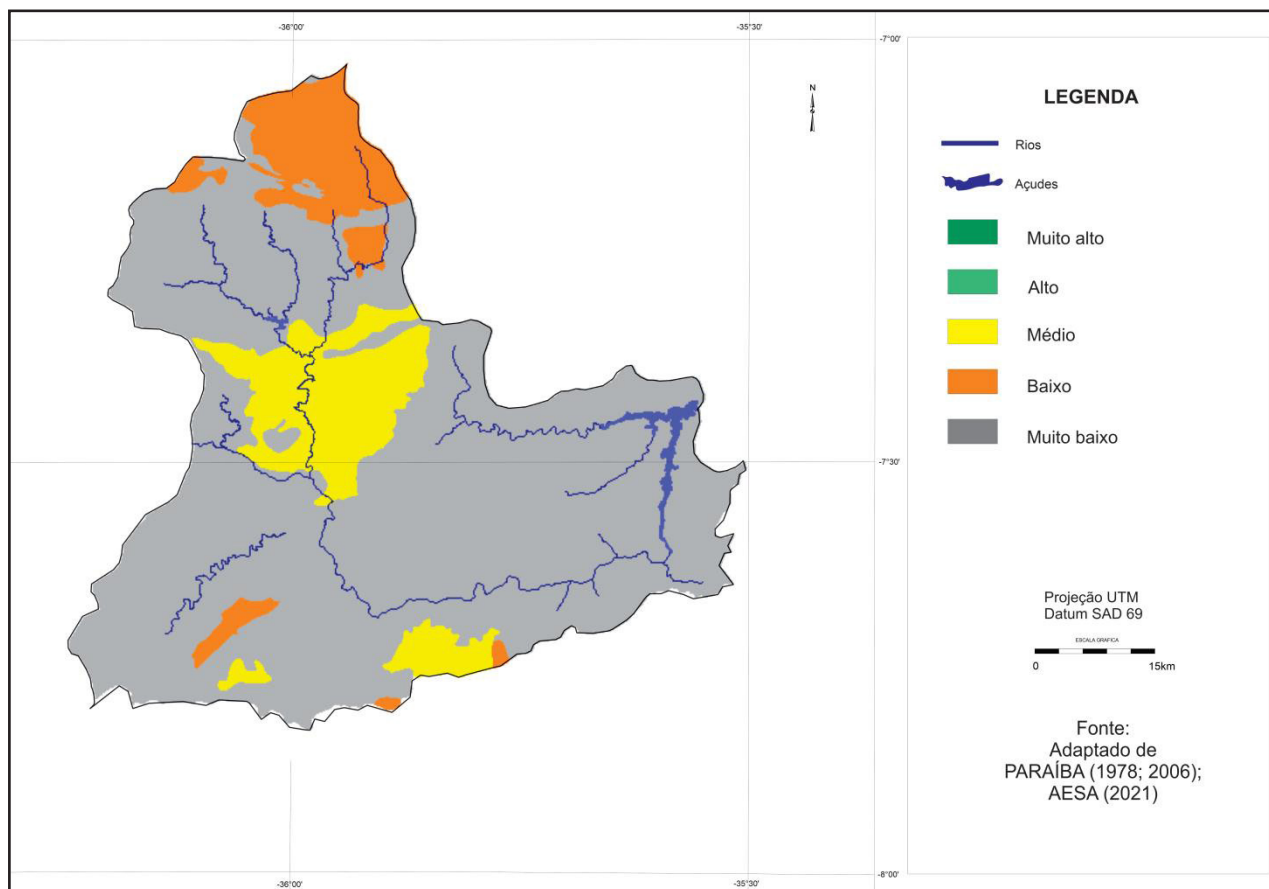 -36°00'
-35°30'
-7°00'
N
LEGENDA
Rios
Açudes
Muito alto
Alto
Médio
Baixo
Muito baixo
-7°30'
Projeção UTM
Datum SAD 69
ESCALA GRAFICA
0 15km
Fonte:
Adaptado de
PARAÍBA (1978; 2006);
AESA (2021)
-36°00'
-35°30'
-8°00'